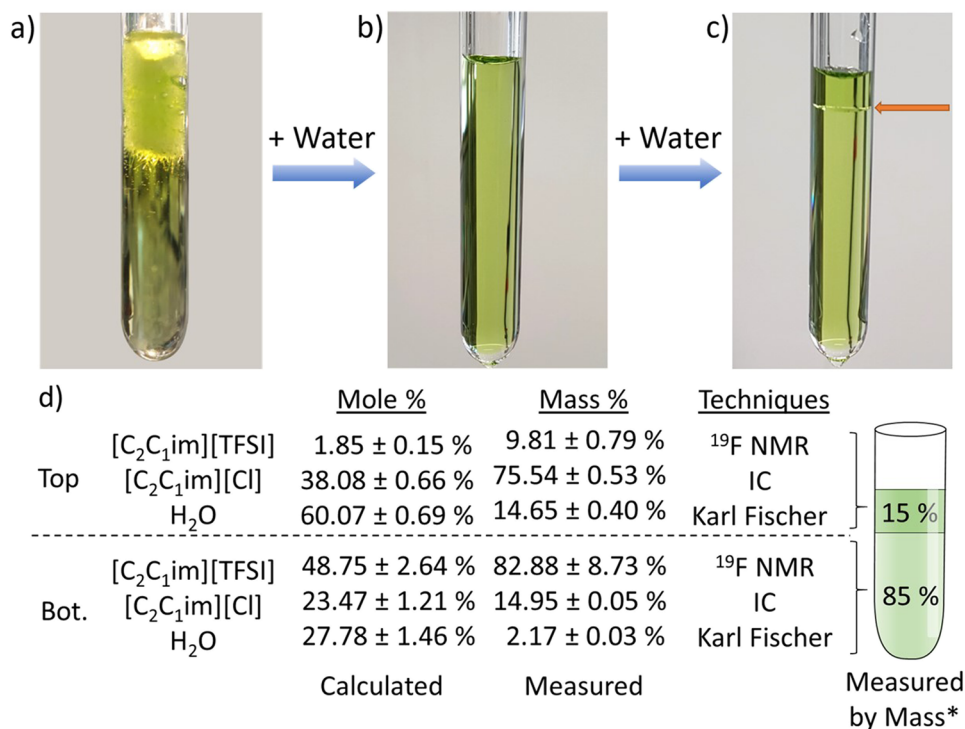 a)
b)
c)
+ Water
+ Water
d)
Mole %
Mass %
Techniques
Top
[C₂C₁im][TFSI] 1.85 ± 0.15 % 9.81 ± 0.79 % ¹⁹F NMR
[C₂C₁im][Cl] 38.08 ± 0.66 % 75.54 ± 0.53 % IC
H₂O 60.07 ± 0.69 % 14.65 ± 0.40 % Karl Fischer
15 %
Bot.
[C₂C₁im][TFSI] 48.75 ± 2.64 % 82.88 ± 8.73 % ¹⁹F NMR
[C₂C₁im][Cl] 23.47 ± 1.21 % 14.95 ± 0.05 % IC
H₂O 27.78 ± 1.46 % 2.17 ± 0.03 % Karl Fischer
85 %
Calculated
Measured
Measured
by Mass*